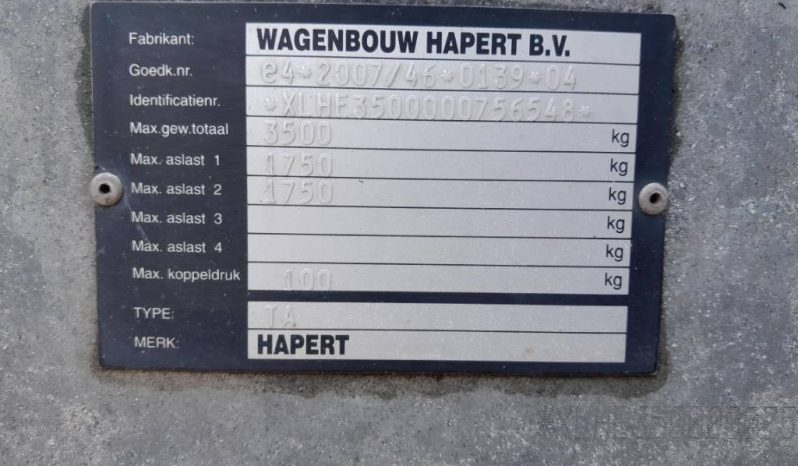 Fabrikant: WAGENBOUW HAPERT B.V.
Goedk.nr. e4*2007/46*0139*04
Identificatienr. *XLHE3500000756548*
Max.gew.totaal 3500 kg
Max. aslast 1 1750 kg
Max. aslast 2 1750 kg
Max. aslast 3 kg
Max. aslast 4 kg
Max. koppeldruk 100 kg
TYPE: TA
MERK: HAPERT